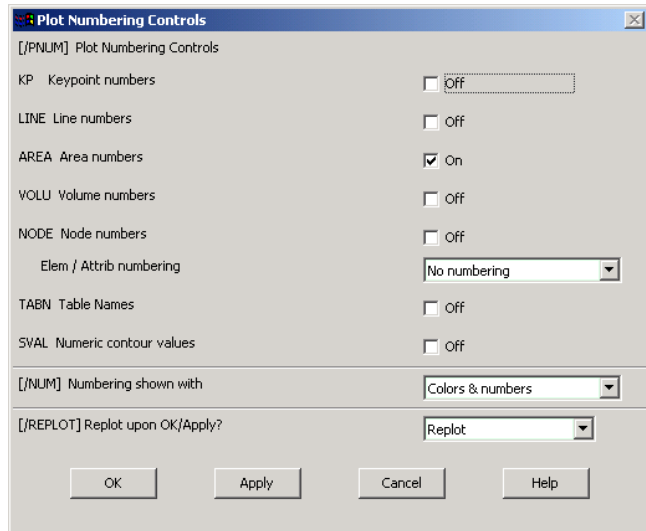 Plot Numbering Controls
[/PNUM] Plot Numbering Controls
KP Keypoint numbers Off
LINE Line numbers Off
AREA Area numbers On
VOLU Volume numbers Off
NODE Node numbers Off
Elem / Attrib numbering No numbering
TABN Table Names Off
SVAL Numeric contour values Off
[/NUM] Numbering shown with Colors & numbers
[/REPLOT] Replot upon OK/Apply? Replot
OK Apply Cancel Help